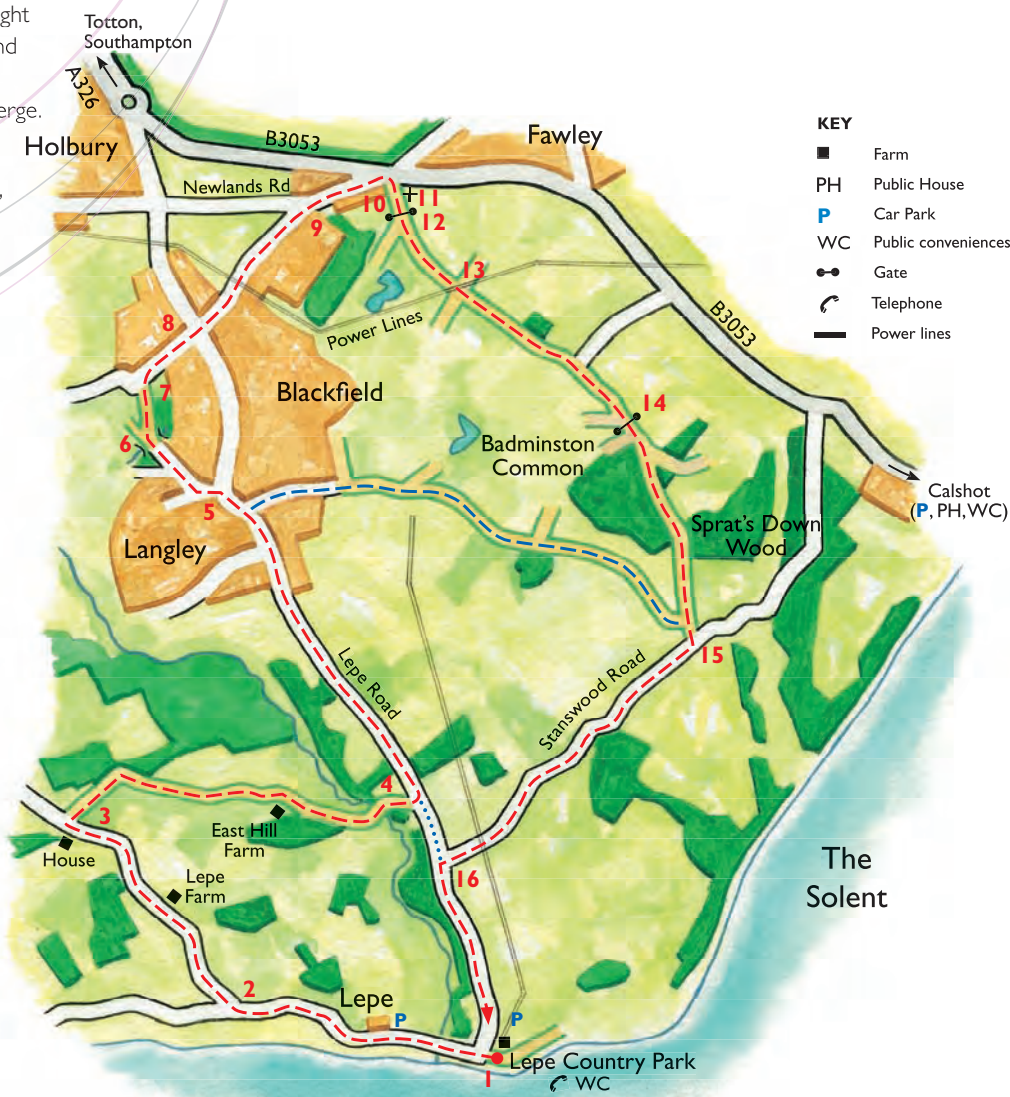 ght
nd
erge.
,
Totton,
Southampton
A326
Holbury
B3053
Fawley
Newlands Rd
10
11
12
9
13
8
Power Lines
B3053
7
Blackfield
14
6
Badminston
Common
5
Langley
Sprat's Down
Wood
Calshot
(P, PH, WC)
15
Lepe Road
Stanswood Road
4
3
East Hill
Farm
House
Lepe
Farm
16
The
Solent
2
Lepe
P
P
Lepe Country Park
WC
1
KEY
Farm
PH Public House
P Car Park
WC Public conveniences
Gate
Telephone
Power lines